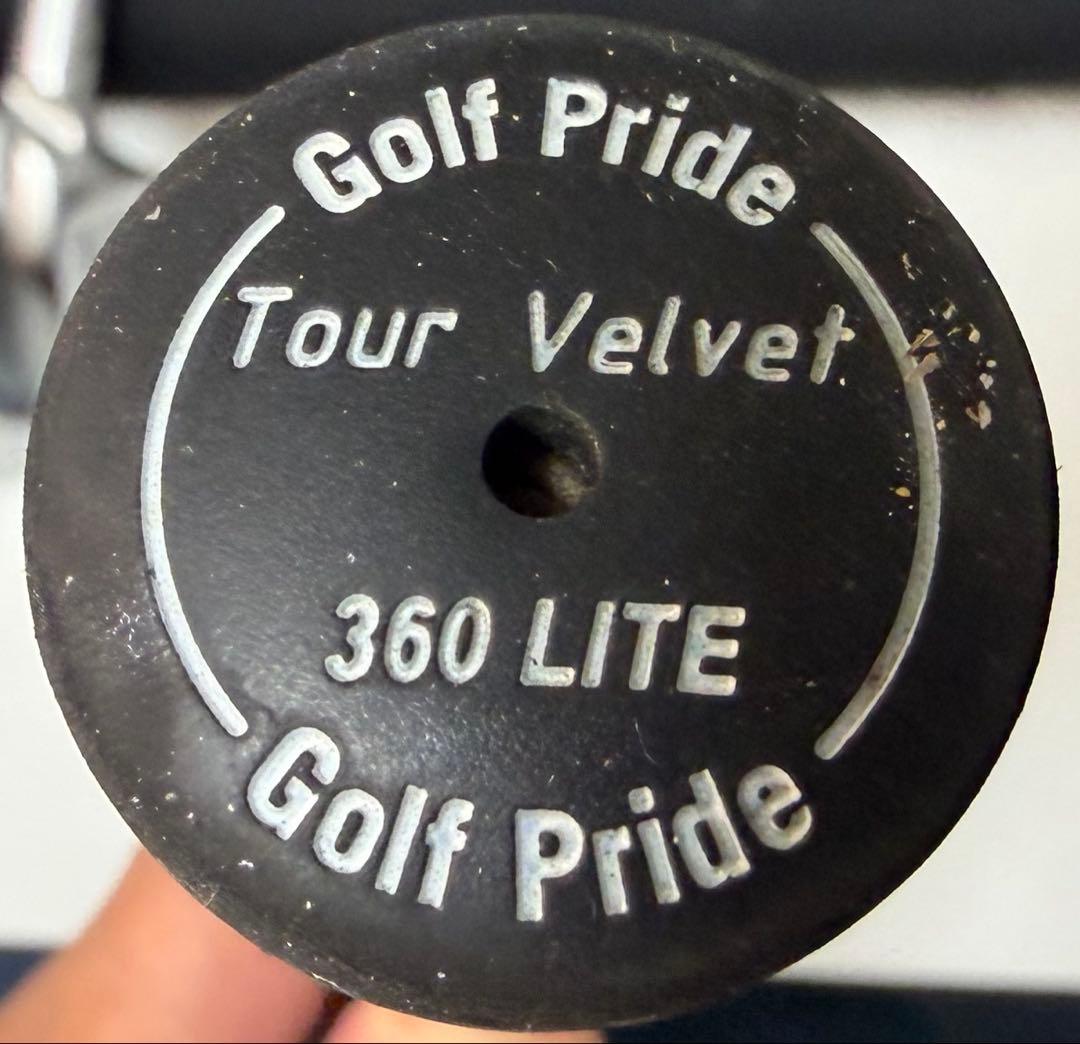 Golf Pride
Tour Velvet
360 LITE
Golf Pride